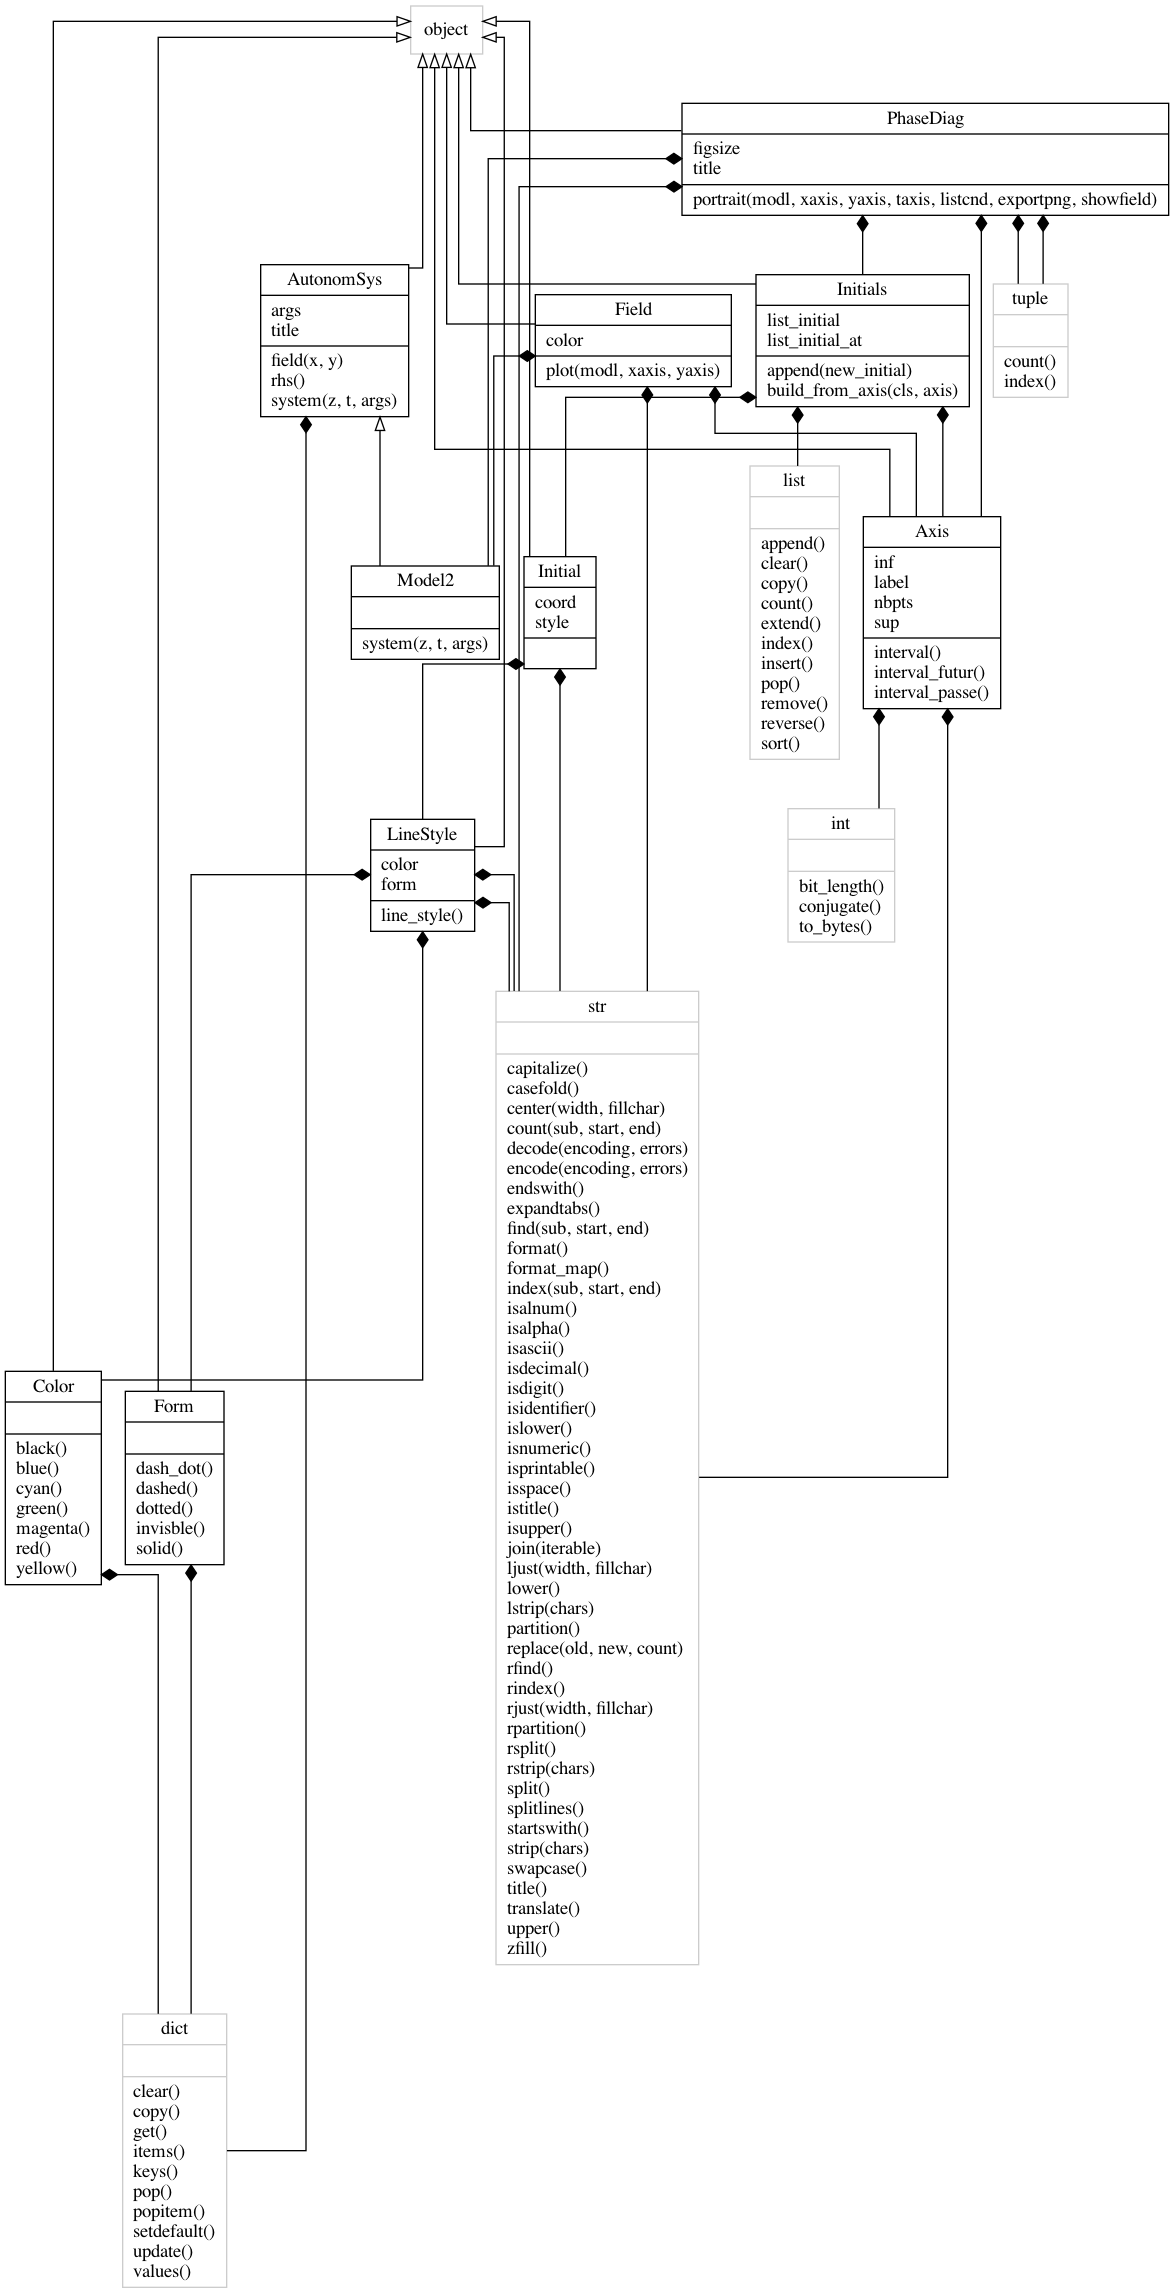 object
PhaseDiag
figsize
title
portrait(modl, xaxis, yaxis, taxis, listcnd, exportpng, showfield)
AutonomSys
args
title
field(x, y)
rhs()
system(z, t, args)
Field
color
plot(modl, xaxis, yaxis)
Initials
list_initial
list_initial_at
append(new_initial)
build_from_axis(cls, axis)
tuple
count()
index()
list
append()
clear()
copy()
count()
extend()
index()
insert()
pop()
remove()
reverse()
sort()
Axis
inf
label
nbpts
sup
interval()
interval_futur()
interval_passe()
Model2
system(z, t, args)
Initial
coord
style
LineStyle
color
form
line_style()
int
bit_length()
conjugate()
to_bytes()
str
capitalize()
casefold()
center(width, fillchar)
count(sub, start, end)
decode(encoding, errors)
encode(encoding, errors)
endswith()
expandtabs()
find(sub, start, end)
format()
format_map()
index(sub, start, end)
isalnum()
isalpha()
isascii()
isdecimal()
isdigit()
isidentifier()
islower()
isnumeric()
isprintable()
isspace()
istitle()
isupper()
join(iterable)
ljust(width, fillchar)
lower()
lstrip(chars)
partition()
replace(old, new, count)
rfind()
rindex()
rjust(width, fillchar)
rpartition()
rsplit()
rstrip(chars)
split()
splitlines()
startswith()
strip(chars)
swapcase()
title()
translate()
upper()
zfill()
Color
black()
blue()
cyan()
green()
magenta()
red()
yellow()
Form
dash_dot()
dashed()
dotted()
invisble()
solid()
dict
clear()
copy()
get()
items()
keys()
pop()
popitem()
setdefault()
update()
values()